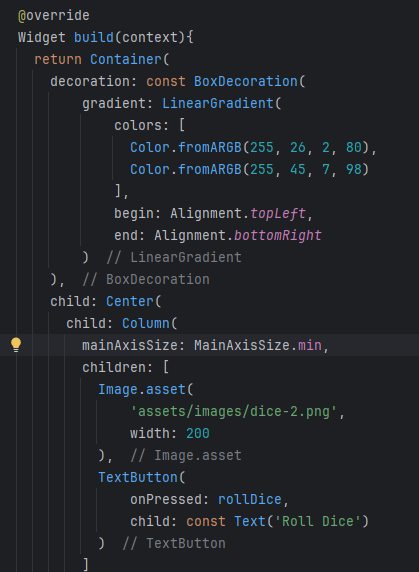 @override
Widget build(context){
  return Container(
    decoration: const BoxDecoration(
        gradient: LinearGradient(
            colors: [
              Color.fromARGB(255, 26, 2, 80),
              Color.fromARGB(255, 45, 7, 98)
            ],
            begin: Alignment.topLeft,
            end: Alignment.bottomRight
        )  // LinearGradient
    ),  // BoxDecoration
    child: Center(
      child: Column(
        mainAxisSize: MainAxisSize.min,
        children: [
          Image.asset(
              'assets/images/dice-2.png',
              width: 200
          ),  // Image.asset
          TextButton(
              onPressed: rollDice,
              child: const Text('Roll Dice')
          )  // TextButton
        ]